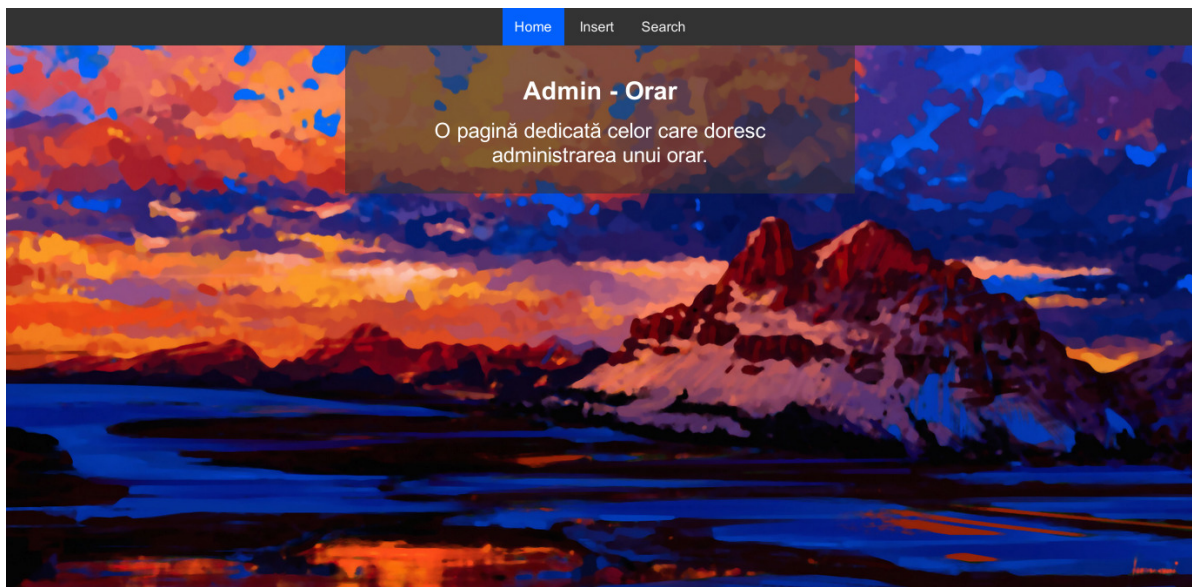 Home Insert Search
Admin - Orar
O pagină dedicată celor care doresc
administrarea unui orar.